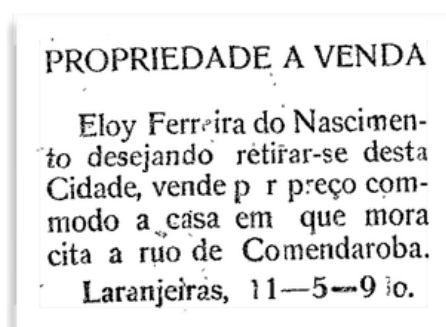 PROPRIEDADE A VENDA
Eloy Ferreira do Nascimen-
to desejando retirar-se desta
Cidade, vende p r preço com-
modo a casa em que mora
cita a ruo de Comendaroba.
Laranjeiras, 11—5—9